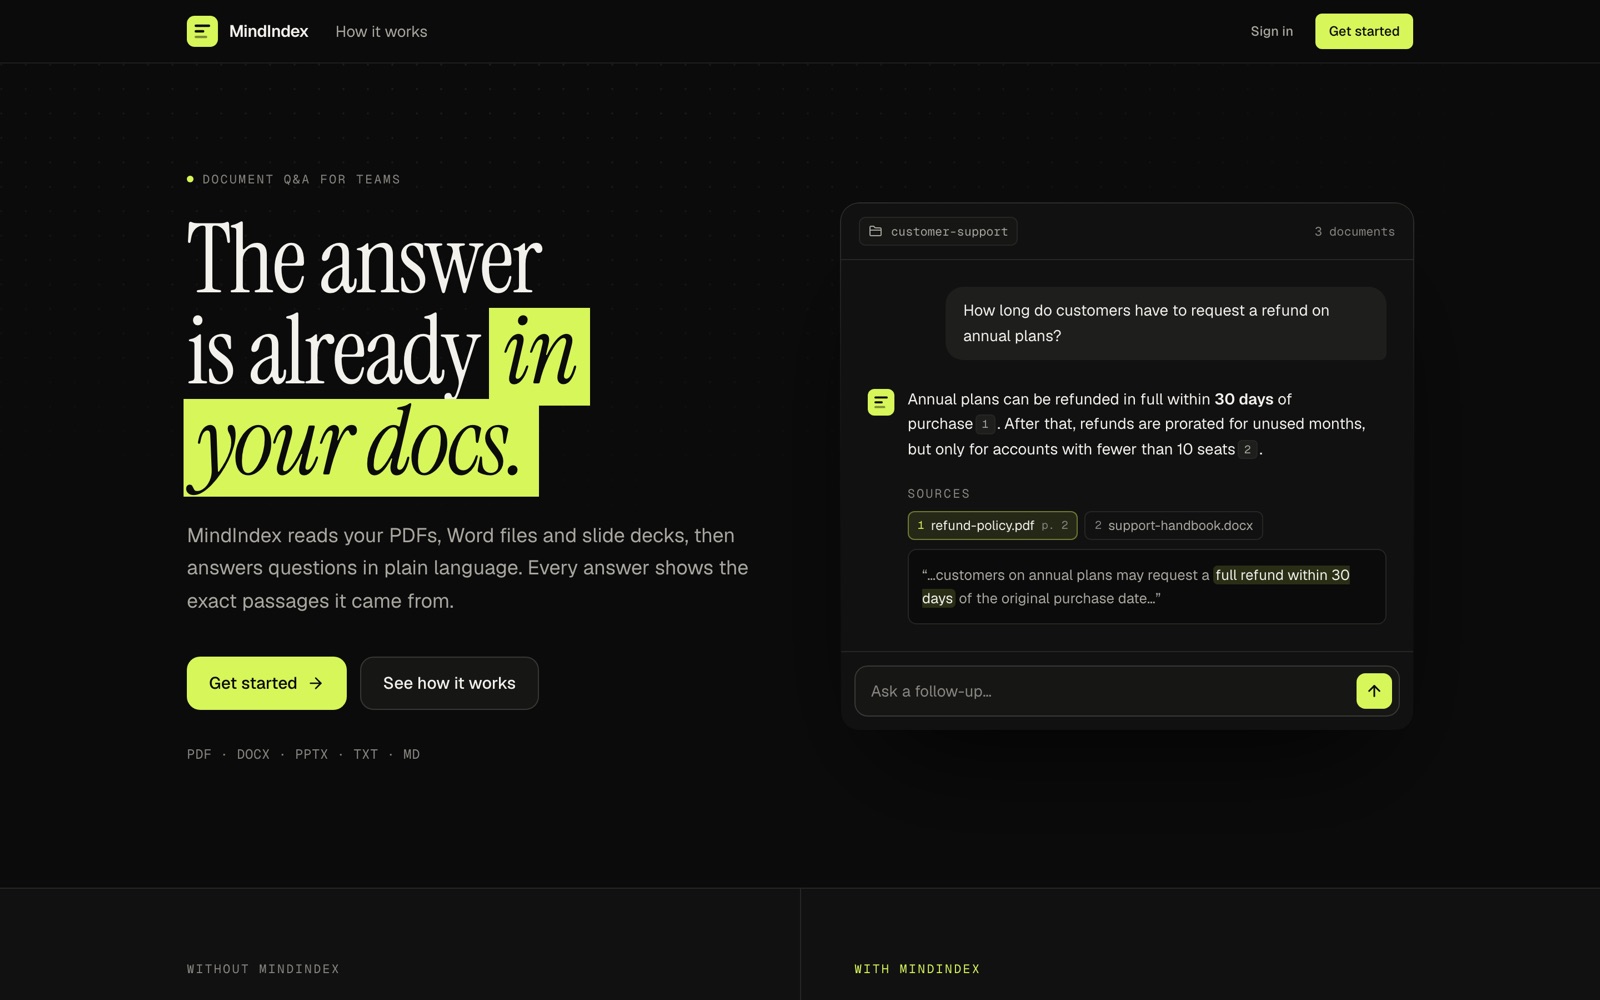 MindIndex
How it works
Sign in
Get started
DOCUMENT Q&A FOR TEAMS
The answer
is already in
your docs.
MindIndex reads your PDFs, Word files and slide decks, then
answers questions in plain language. Every answer shows the
exact passages it came from.
Get started →
See how it works
PDF · DOCX · PPTX · TXT · MD
customer-support
3 documents
How long do customers have to request a refund on
annual plans?
Annual plans can be refunded in full within 30 days of
purchase 1 . After that, refunds are prorated for unused months,
but only for accounts with fewer than 10 seats 2 .
SOURCES
1 refund-policy.pdf p. 2
2 support-handbook.docx
“…customers on annual plans may request a full refund within 30
days of the original purchase date…”
Ask a follow-up…
WITHOUT MINDINDEX
WITH MINDINDEX